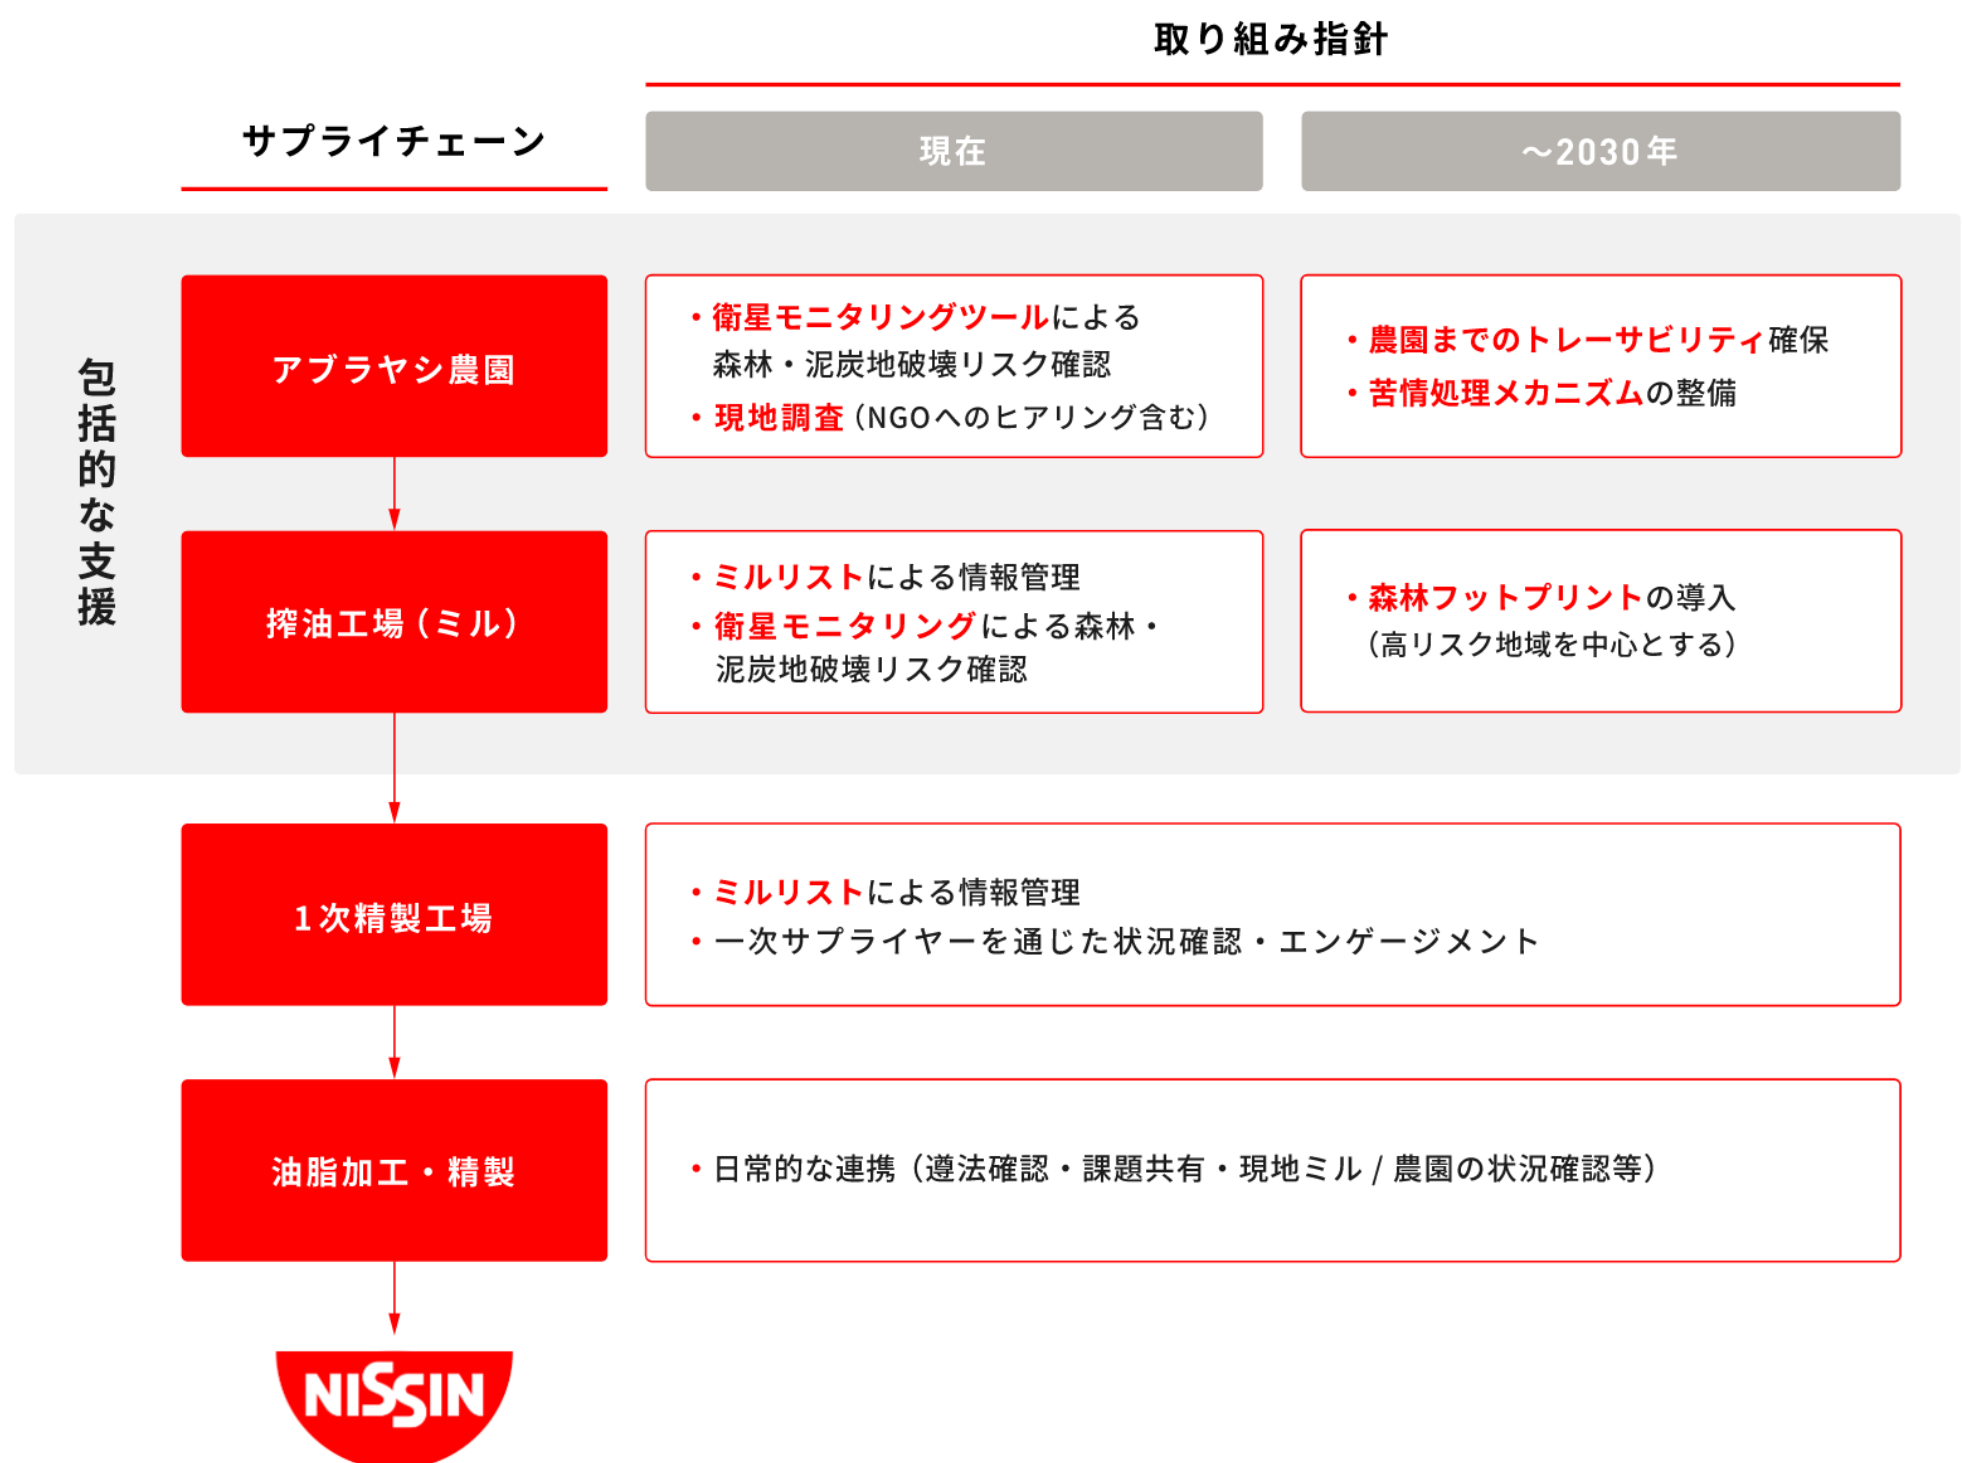 取り組み指針
サプライチェーン
現在
～2030年
包括的な支援
アブラヤシ農園
・衛星モニタリングツールによる
森林・泥炭地破壊リスク確認
・現地調査（NGOへのヒアリング含む）
・農園までのトレーサビリティ確保
・苦情処理メカニズムの整備
搾油工場（ミル）
・ミルリストによる情報管理
・衛星モニタリングによる森林・
泥炭地破壊リスク確認
・森林フットプリントの導入
（高リスク地域を中心とする）
1次精製工場
・ミルリストによる情報管理
・一次サプライヤーを通じた状況確認・エンゲージメント
油脂加工・精製
・日常的な連携（遵法確認・課題共有・現地ミル / 農園の状況確認等）
NISSIN